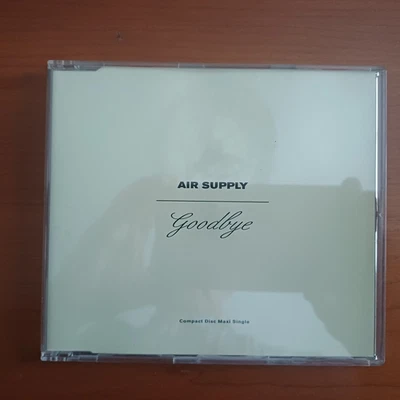 AIR SUPPLY
Goodbye
Compact Disc Maxi Single